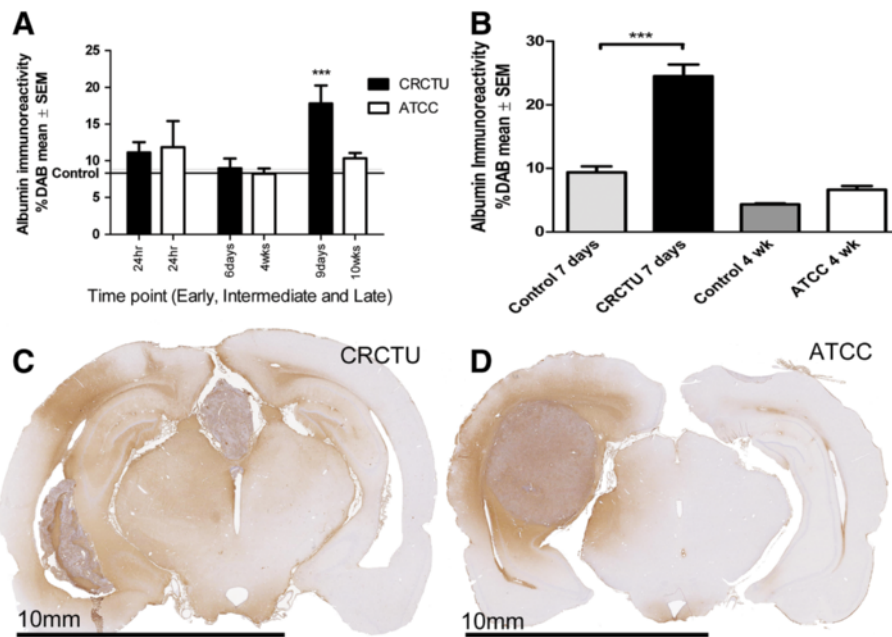 A
Albumin immunoreactivity
%DAB mean ± SEM
25
20
15
10
5
0
Control
***
CRCTU
ATCC
24hr
24hr
6days
4wks
9days
10wks
Time point (Early, Intermediate and Late)
B
Albumin Immunoreactivity
%DAB mean ± SEM
30
20
10
0
***
Control 7 days
CRCTU 7 days
Control 4 wk
ATCC 4 wk
C
CRCTU
10mm
D
ATCC
10mm